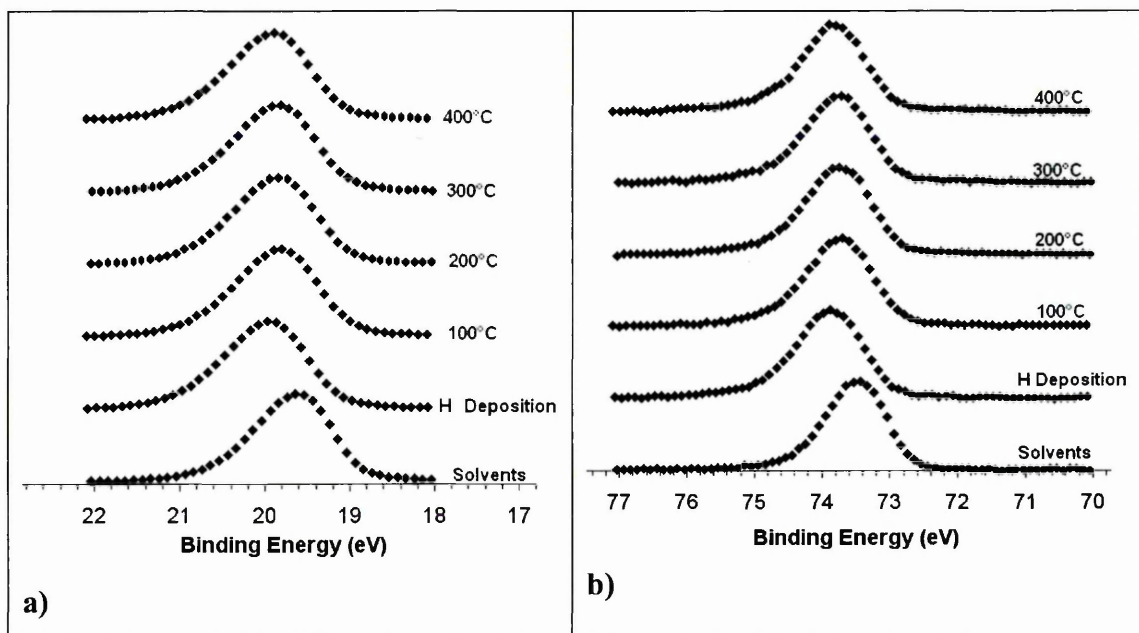 400°C
300°C
200°C
100°C
H Deposition
Solvents
22 21 20 19 18 17
Binding Energy (eV)
a)
400°C
300°C
200°C
100°C
H Deposition
Solvents
77 76 75 74 73 72 71 70
Binding Energy (eV)
b)